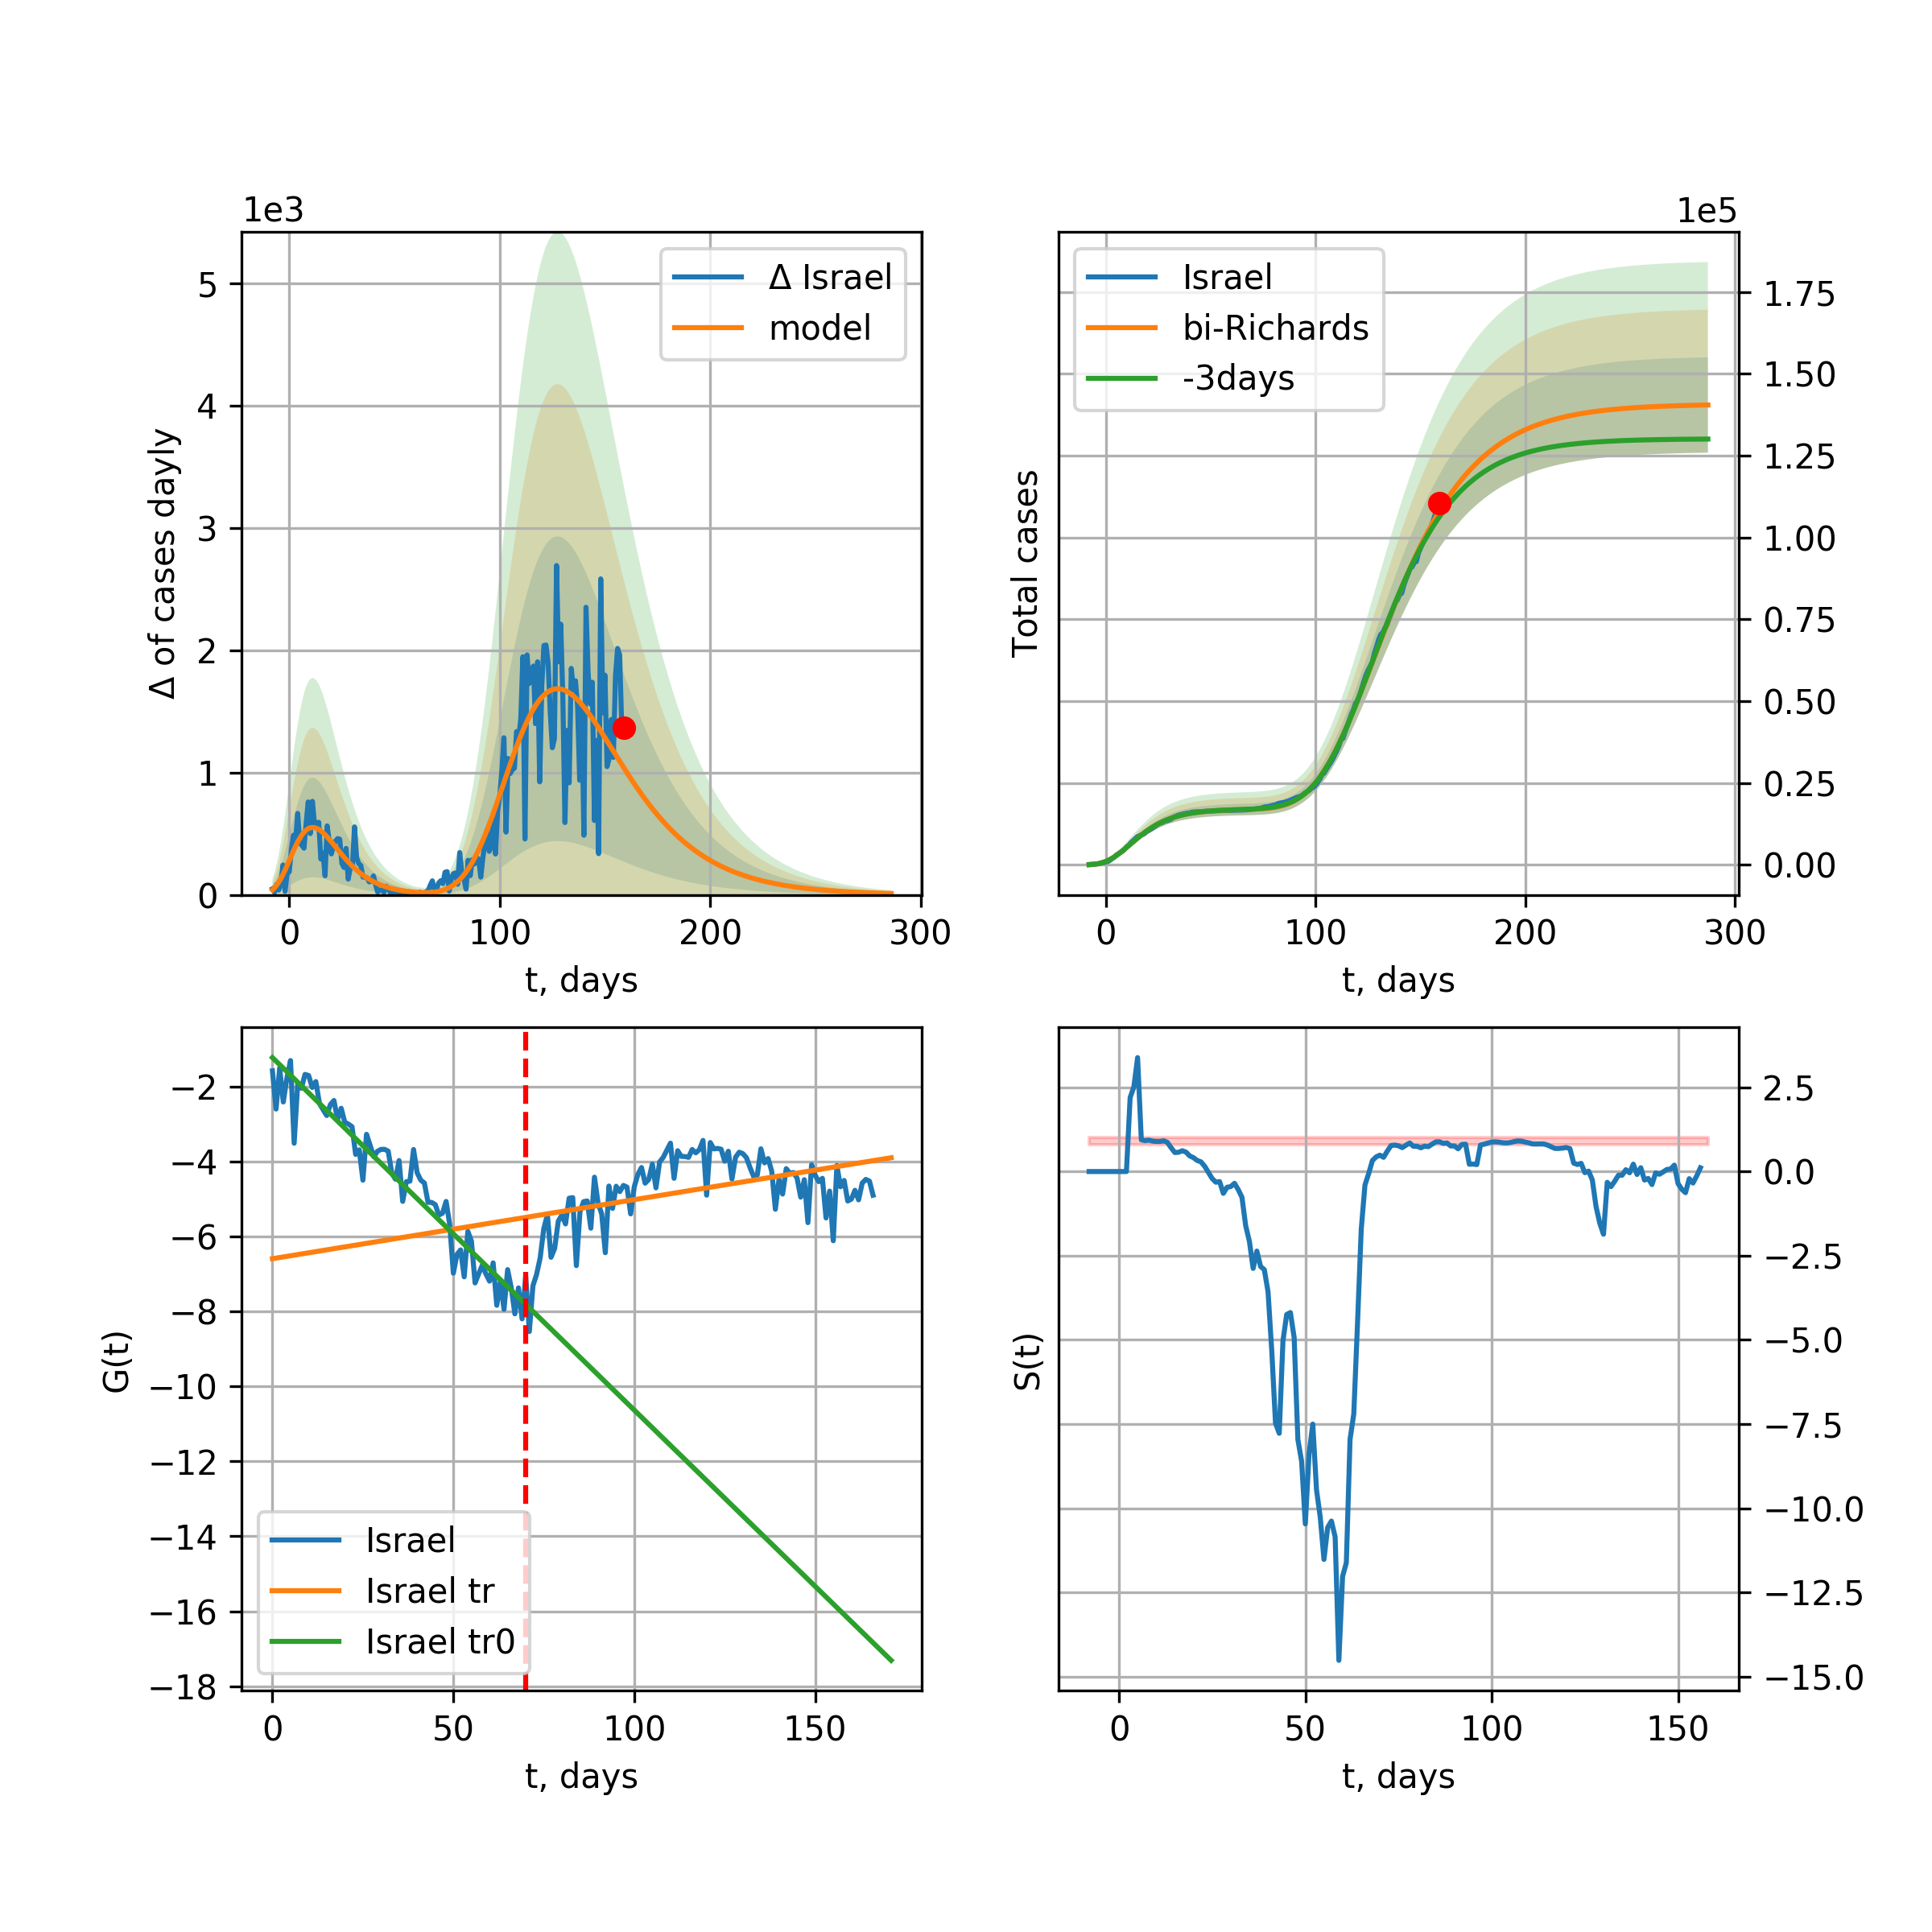 1e3
Δ of cases dayly
5
4
3
2
1
0
0 100 200 300
t, days
Δ Israel
model
1e5
Total cases
1.75
1.50
1.25
1.00
0.75
0.50
0.25
0.00
0 100 200 300
t, days
Israel
bi-Richards
-3days
G(t)
−2
−4
−6
−8
−10
−12
−14
−16
−18
0 50 100 150
t, days
Israel
Israel tr
Israel tr0
S(t)
2.5
0.0
−2.5
−5.0
−7.5
−10.0
−12.5
−15.0
0 50 100 150
t, days